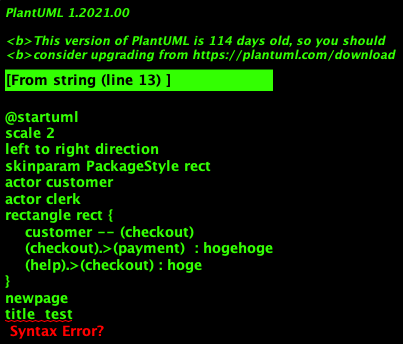 PlantUML 1.2021.00
<b>This version of PlantUML is 114 days old, so you should
<b>consider upgrading from https://plantuml.com/download
[From string (line 13) ]
@startuml
scale 2
left to right direction
skinparam PackageStyle rect
actor customer
actor clerk
rectangle rect {
customer -- (checkout)
(checkout).>(payment)  : hogehoge
(help).>(checkout) : hoge
}
newpage
title  test
Syntax Error?